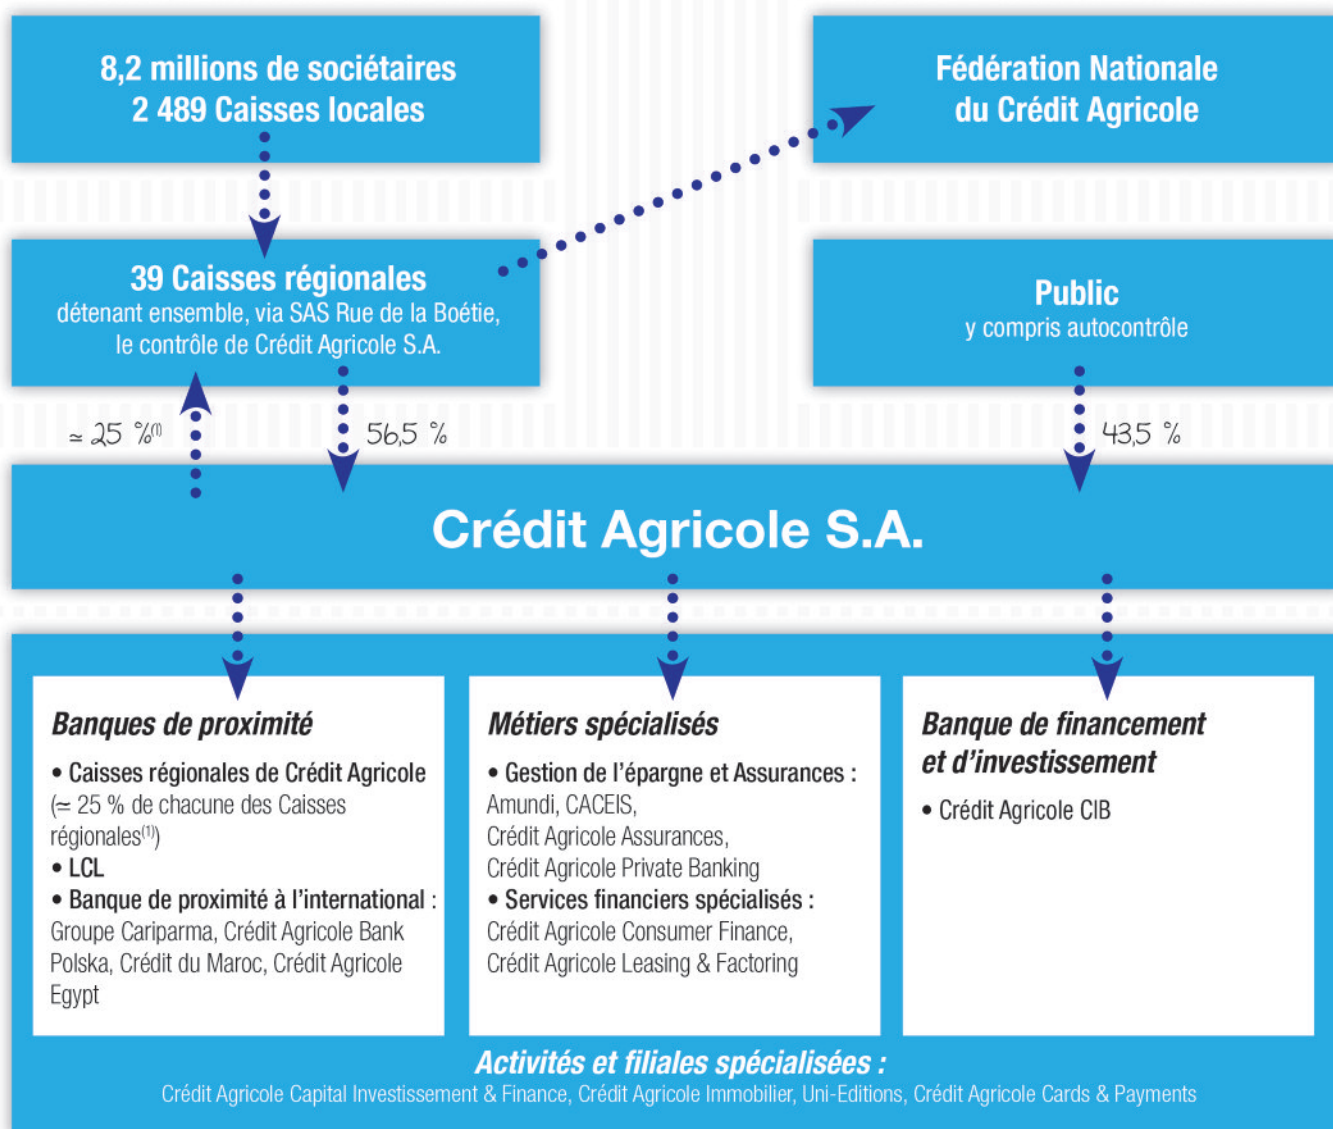 8,2 millions de sociétaires
2 489 Caisses locales
Fédération Nationale
du Crédit Agricole
39 Caisses régionales
détenant ensemble, via SAS Rue de la Boétie,
le contrôle de Crédit Agricole S.A.
Public
y compris autocontrôle
≃ 25 %(1)
56,5 %
43,5 %
Crédit Agricole S.A.
Banques de proximité
• Caisses régionales de Crédit Agricole
(≃ 25 % de chacune des Caisses
régionales(1))
• LCL
• Banque de proximité à l'international :
Groupe Cariparma, Crédit Agricole Bank
Polska, Crédit du Maroc, Crédit Agricole
Egypt
Métiers spécialisés
• Gestion de l'épargne et Assurances :
Amundi, CACEIS,
Crédit Agricole Assurances,
Crédit Agricole Private Banking
• Services financiers spécialisés :
Crédit Agricole Consumer Finance,
Crédit Agricole Leasing & Factoring
Banque de financement
et d'investissement
• Crédit Agricole CIB
Activités et filiales spécialisées :
Crédit Agricole Capital Investissement & Finance, Crédit Agricole Immobilier, Uni-Editions, Crédit Agricole Cards & Payments